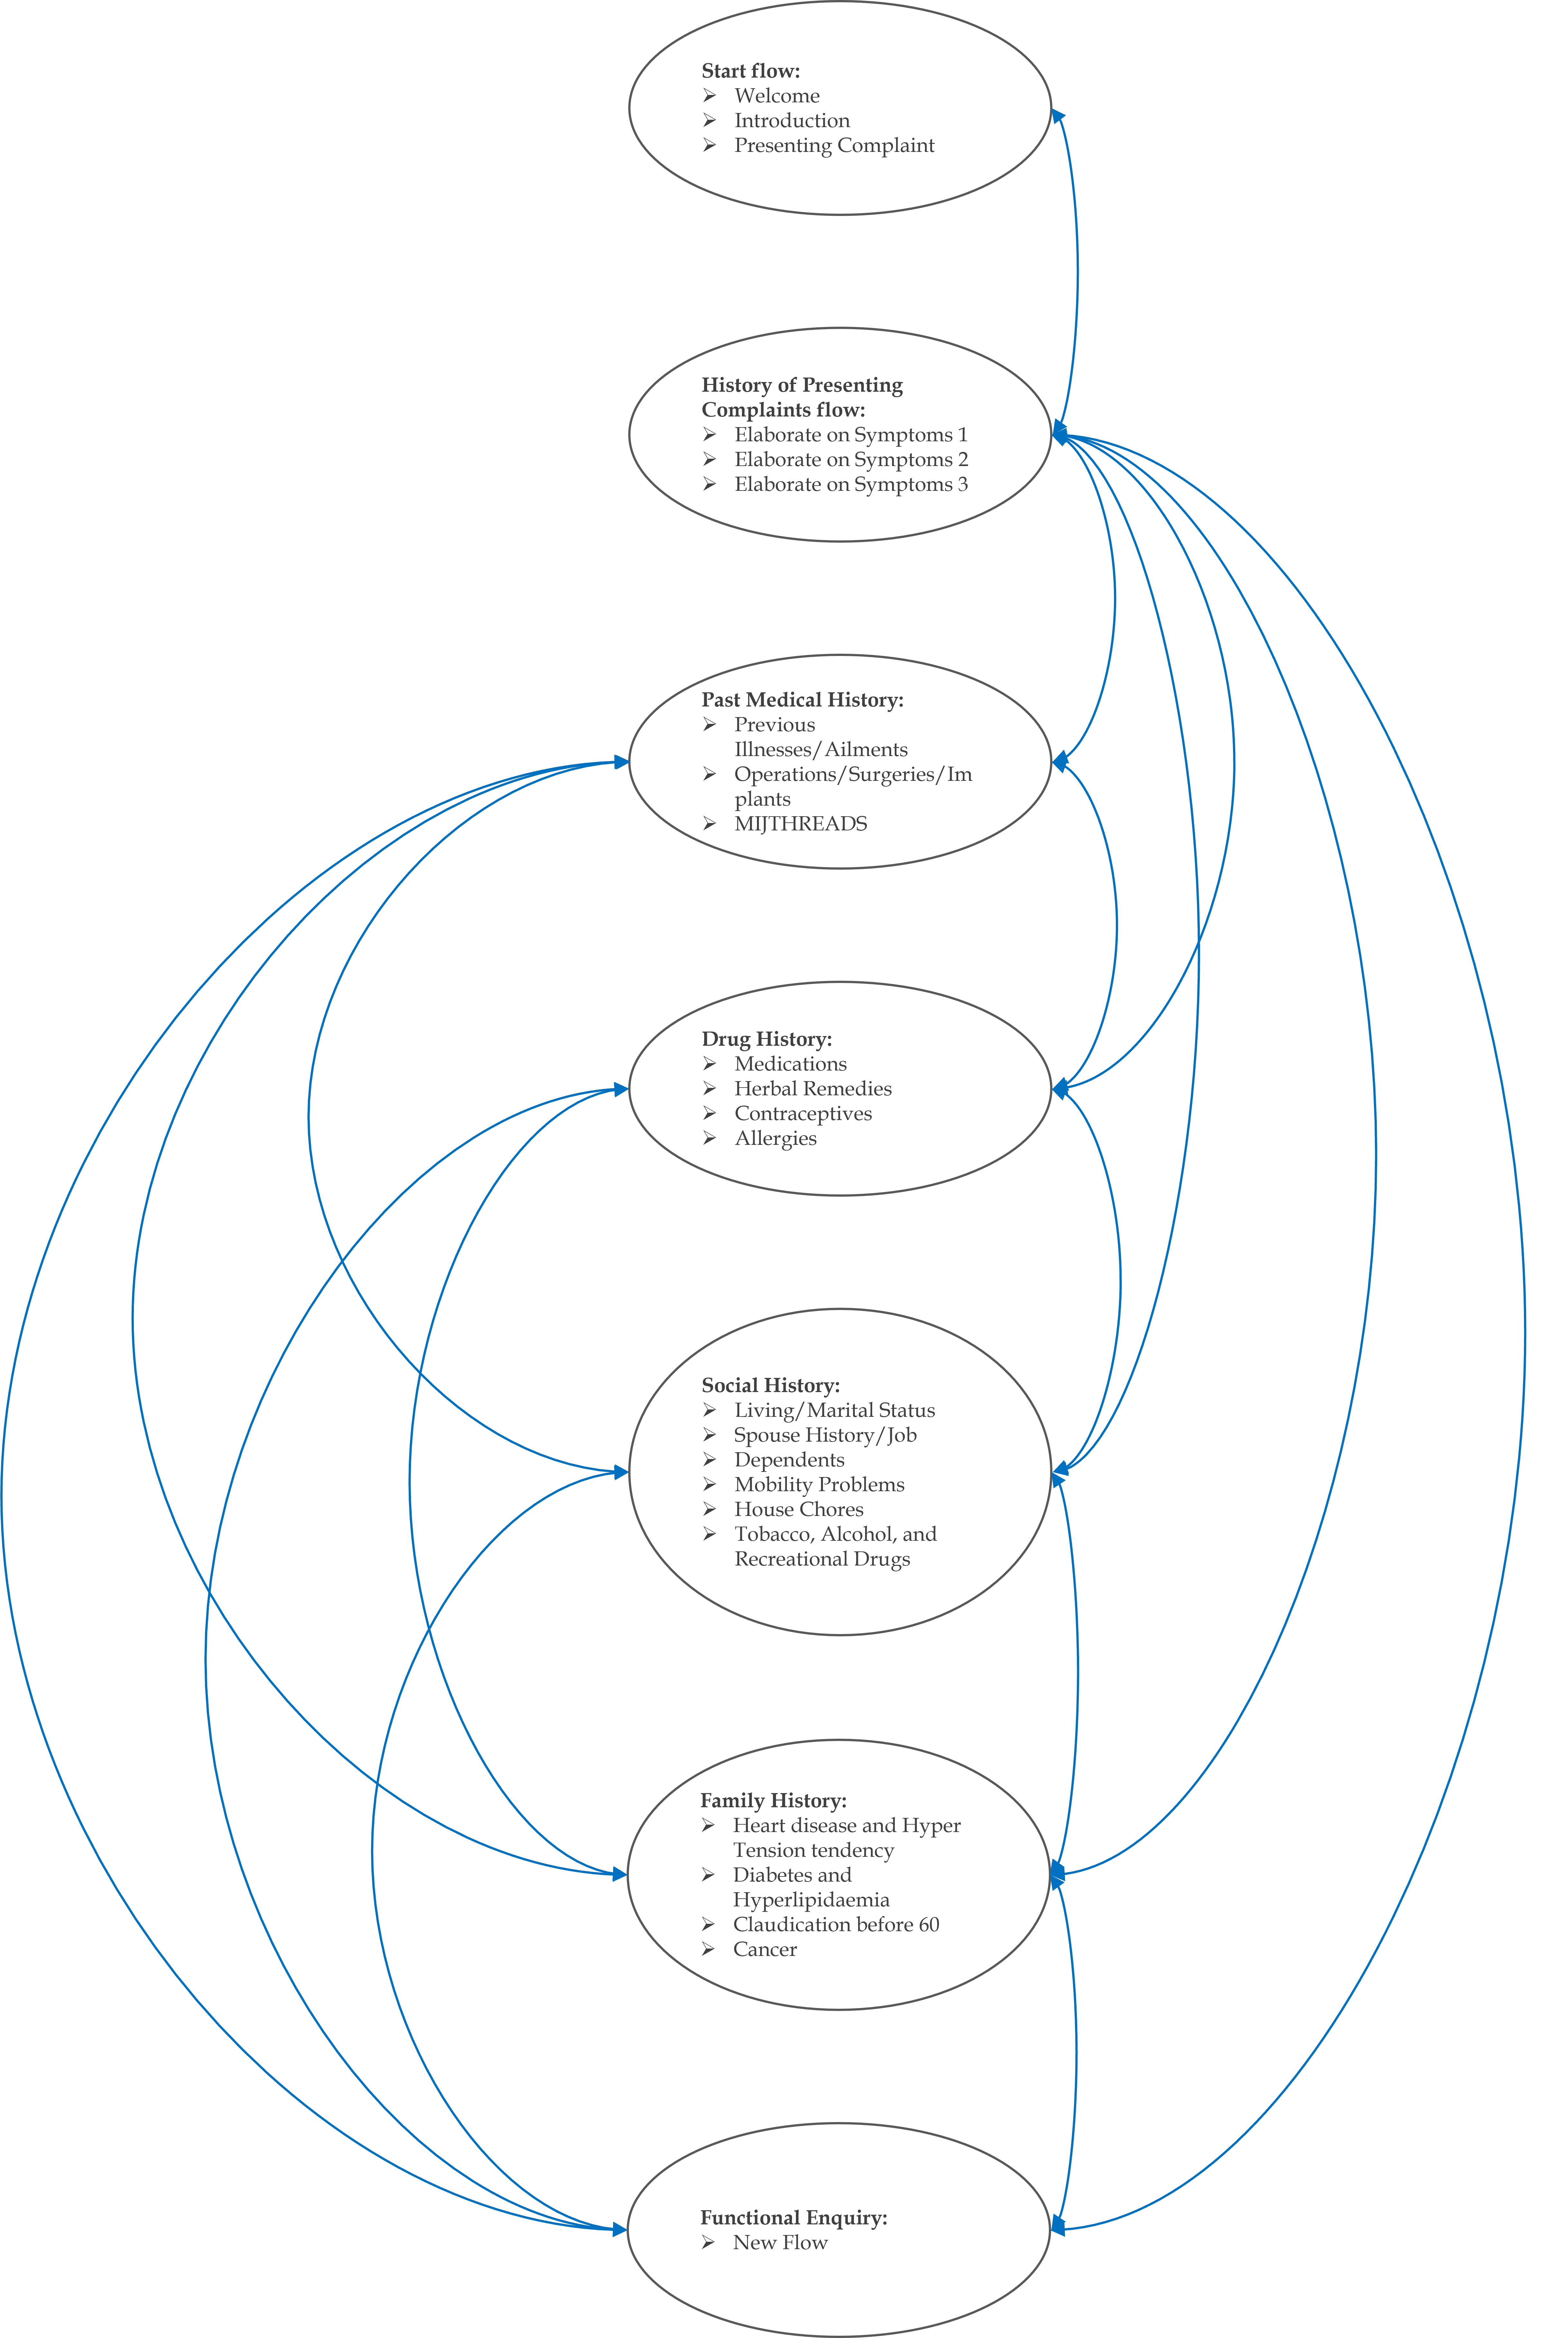 Start flow:
➢ Welcome
➢ Introduction
➢ Presenting Complaint
History of Presenting
Complaints flow:
➢ Elaborate on Symptoms 1
➢ Elaborate on Symptoms 2
➢ Elaborate on Symptoms 3
Past Medical History:
➢ Previous
Illnesses/Ailments
➢ Operations/Surgeries/Im
plants
➢ MIJTHREADS
Drug History:
➢ Medications
➢ Herbal Remedies
➢ Contraceptives
➢ Allergies
Social History:
➢ Living/Marital Status
➢ Spouse History/Job
➢ Dependents
➢ Mobility Problems
➢ House Chores
➢ Tobacco, Alcohol, and
Recreational Drugs
Family History:
➢ Heart disease and Hyper
Tension tendency
➢ Diabetes and
Hyperlipidaemia
➢ Claudication before 60
➢ Cancer
Functional Enquiry:
➢ New Flow